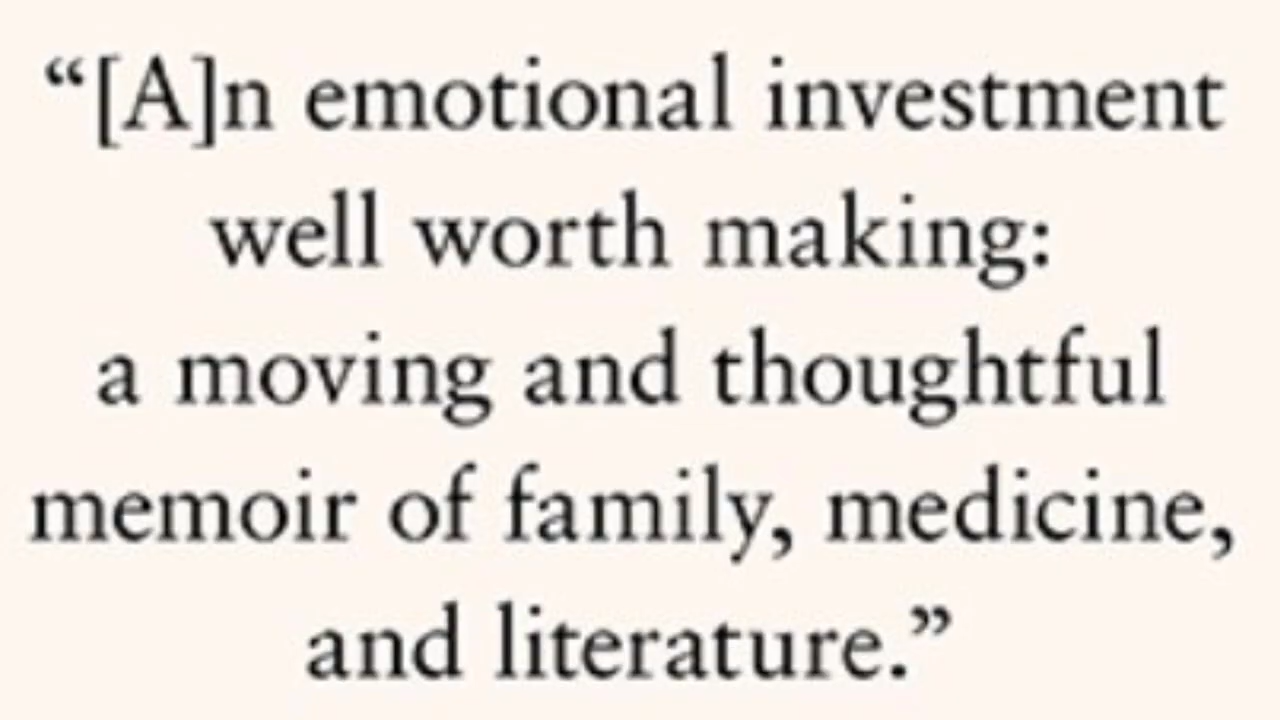 “[A]n emotional investment
well worth making:
a moving and thoughtful
memoir of family, medicine,
and literature.”